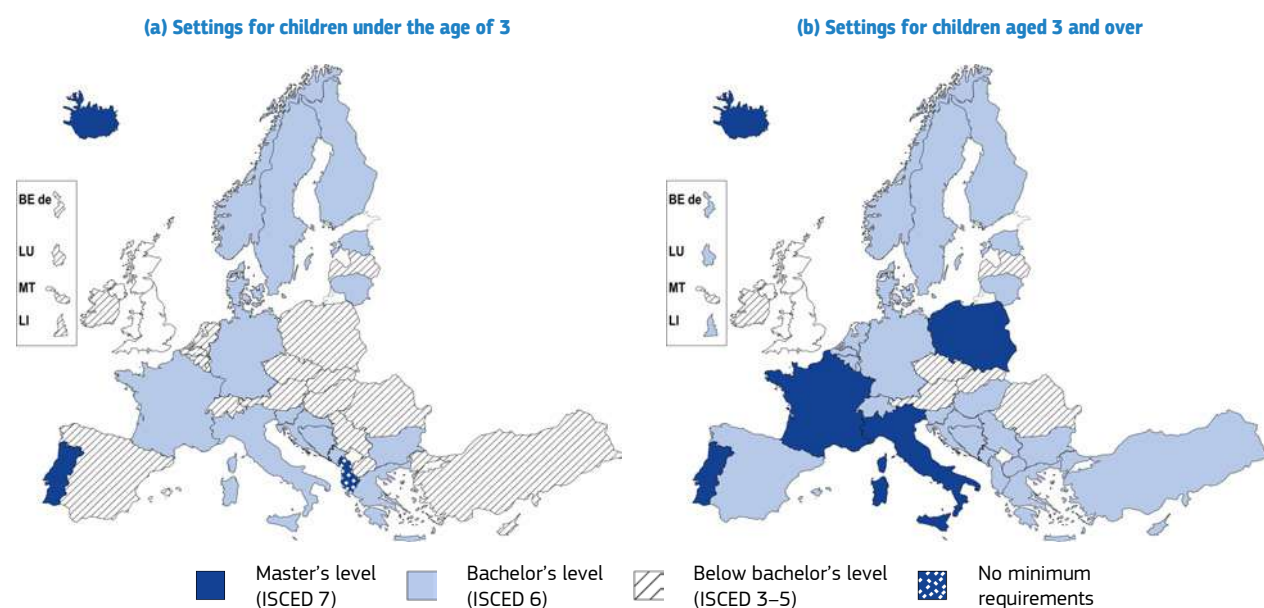 (a) Settings for children under the age of 3
(b) Settings for children aged 3 and over
BE de
LU
MT
LI
BE de
LU
MT
LI
Master's level
(ISCED 7)
Bachelor's level
(ISCED 6)
Below bachelor's level
(ISCED 3–5)
No minimum
requirements